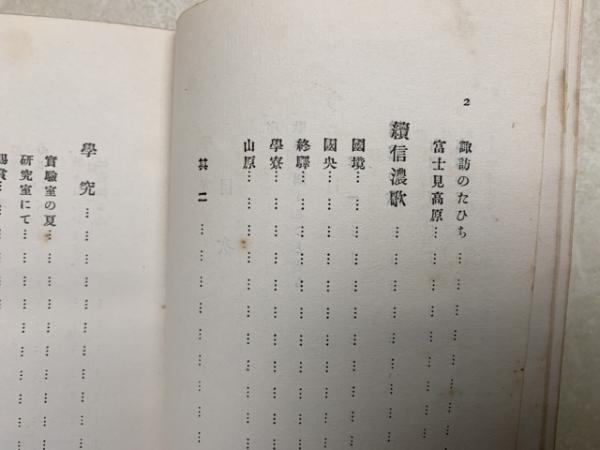 2
諏訪のたひち… … … … … … … …
富士見高原… … … … … … … …
續信濃歌… … … … … … …
國境… … … … … … … … … …
國央… … … … … … … … … …
終驛… … … … … … … … … …
學寮… … … … … … … … … …
山原… … … … … … … … … …
其二… … … … … … … …
學究… … … … … … … … …
實驗室の夏… … … … … … … …
研究室にて… … … … … … … …